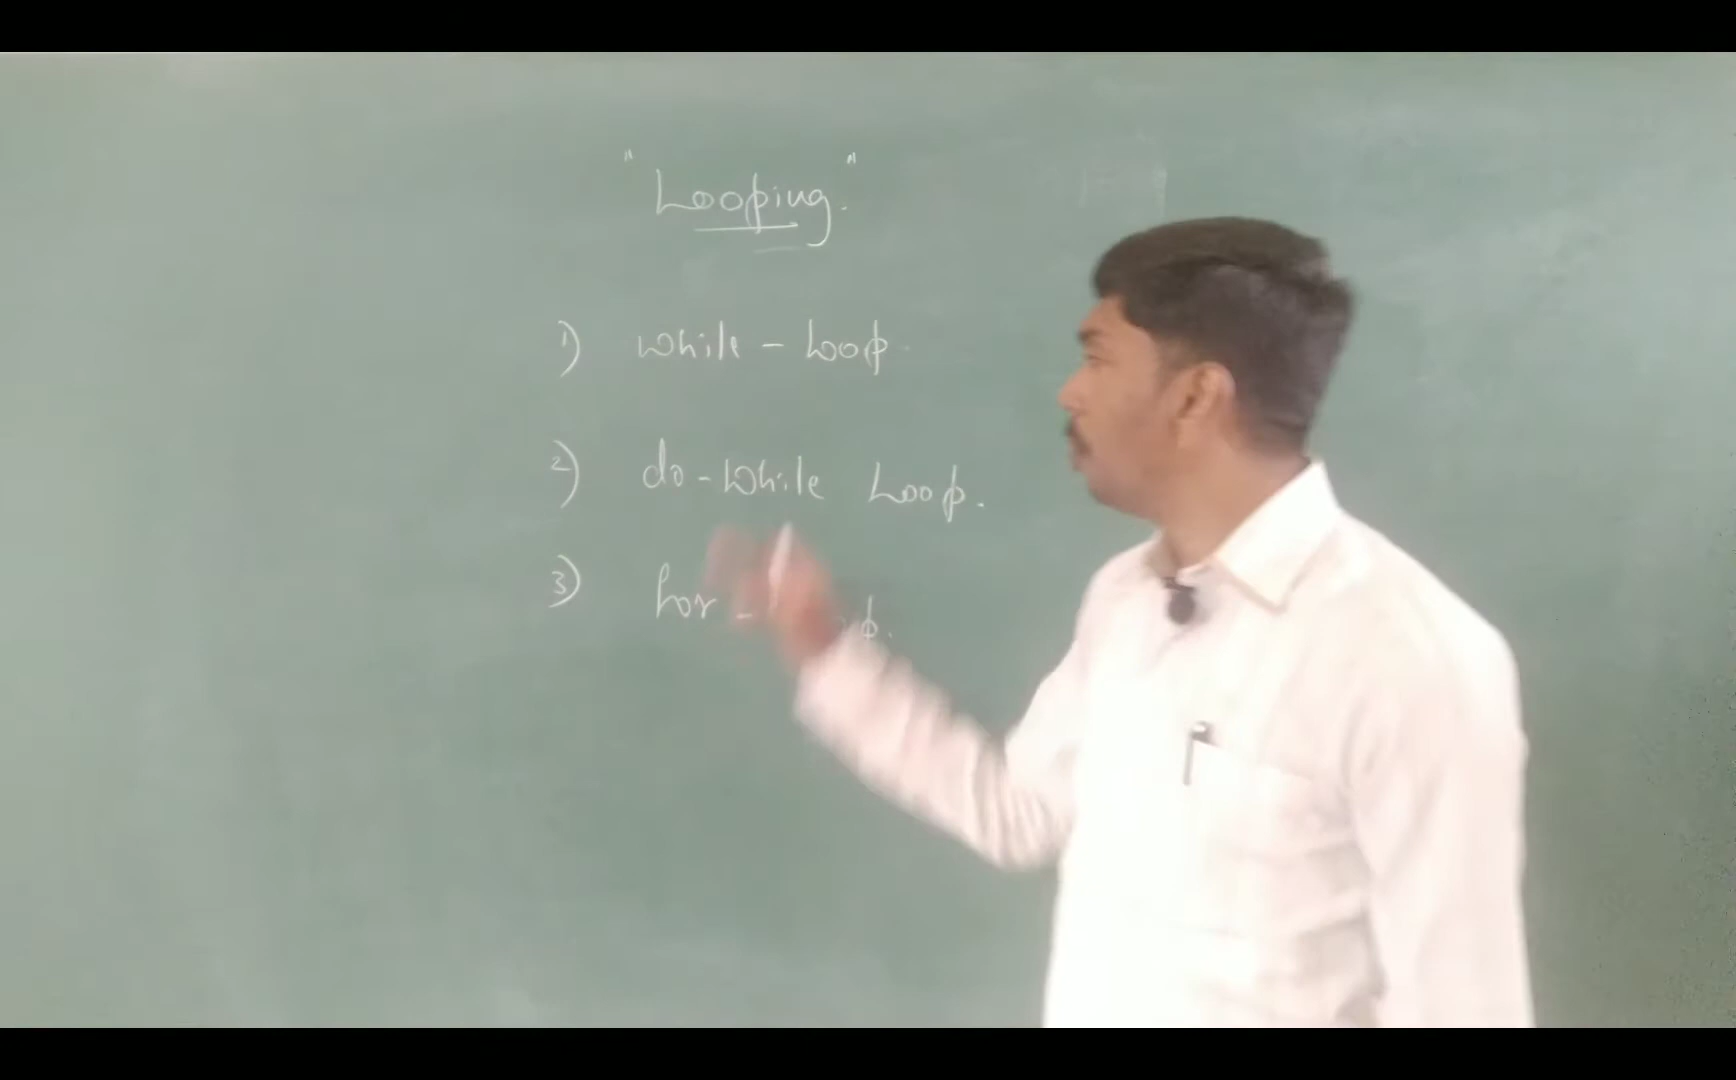 "Looping."
1) while - Loop.
2) do - while Loop.
3) for -